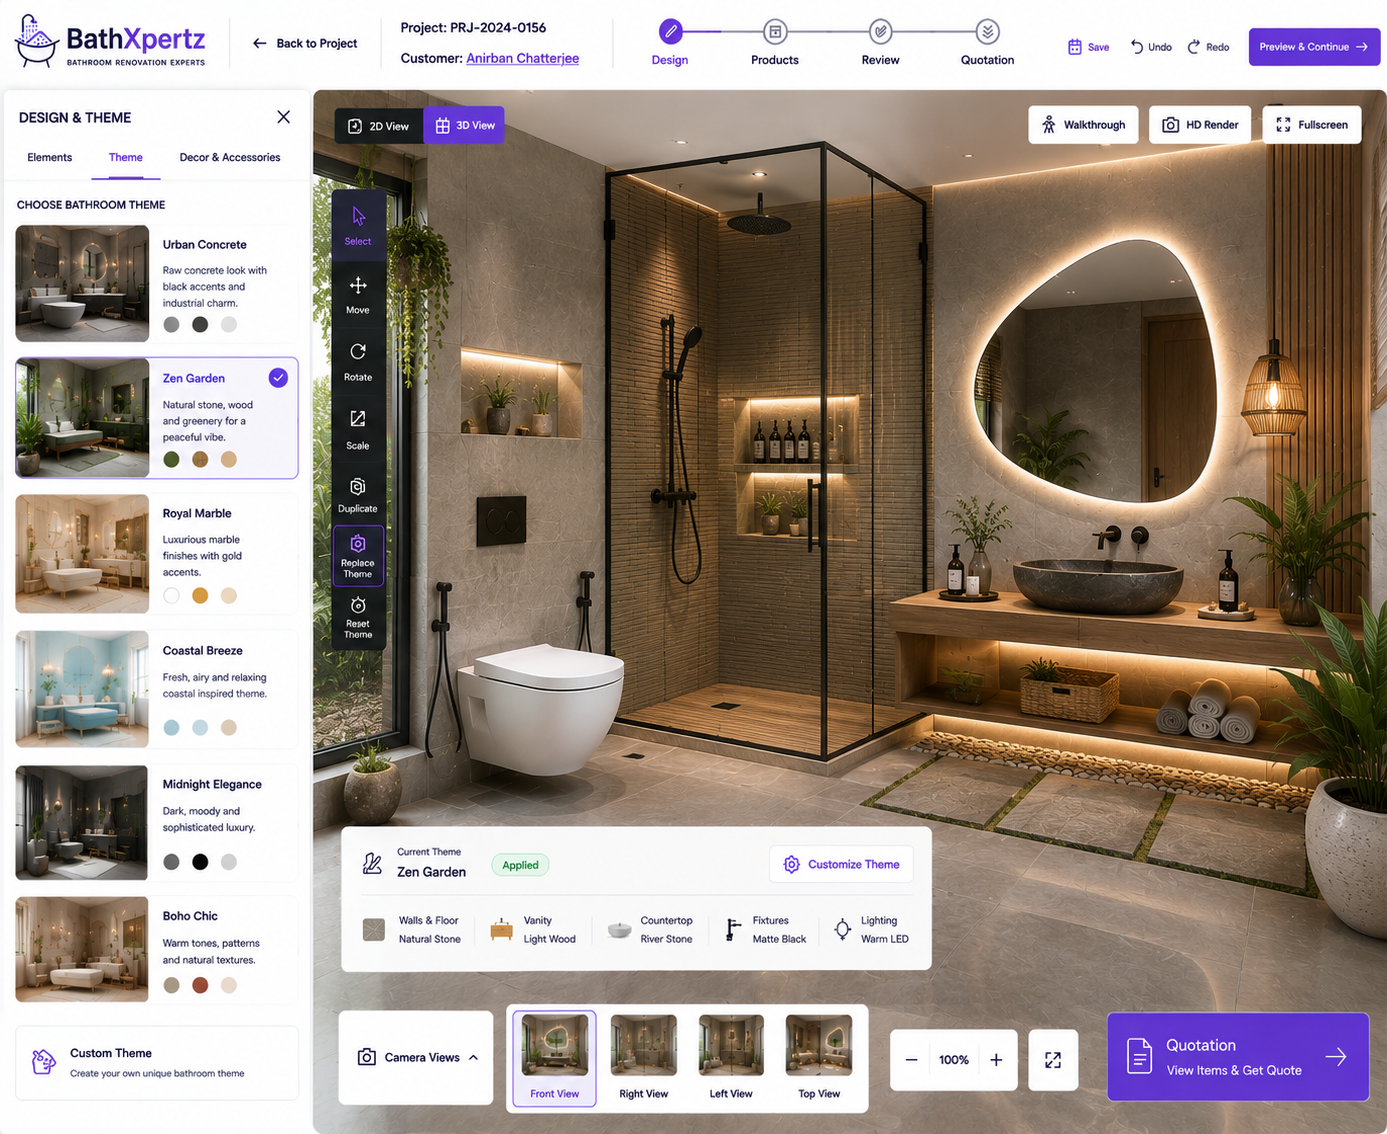 BathXpertz
BATHROOM RENOVATION EXPERTS
Back to Project
Project: PRJ-2024-0156
Customer: Anirban Chatterjee
Design
Products
Review
Quotation
Save
Undo
Redo
Preview & Continue
DESIGN & THEME
Elements
Theme
Decor & Accessories
CHOOSE BATHROOM THEME
Urban Concrete
Raw concrete look with
black accents and
industrial charm.
Zen Garden
Natural stone, wood
and greenery for a
peaceful vibe.
Royal Marble
Luxurious marble
finishes with gold
accents.
Coastal Breeze
Fresh, airy and relaxing
coastal inspired theme.
Midnight Elegance
Dark, moody and
sophisticated luxury.
Boho Chic
Warm tones, patterns
and natural textures.
Custom Theme
Create your own unique bathroom theme
2D View
3D View
Walkthrough
HD Render
Fullscreen
Select
Move
Rotate
Scale
Duplicate
Replace
Theme
Reset
Theme
Current Theme
Zen Garden
Applied
Customize Theme
Walls & Floor
Natural Stone
Vanity
Light Wood
Countertop
River Stone
Fixtures
Matte Black
Lighting
Warm LED
Camera Views
Front View
Right View
Left View
Top View
100%
Quotation
View Items & Get Quote